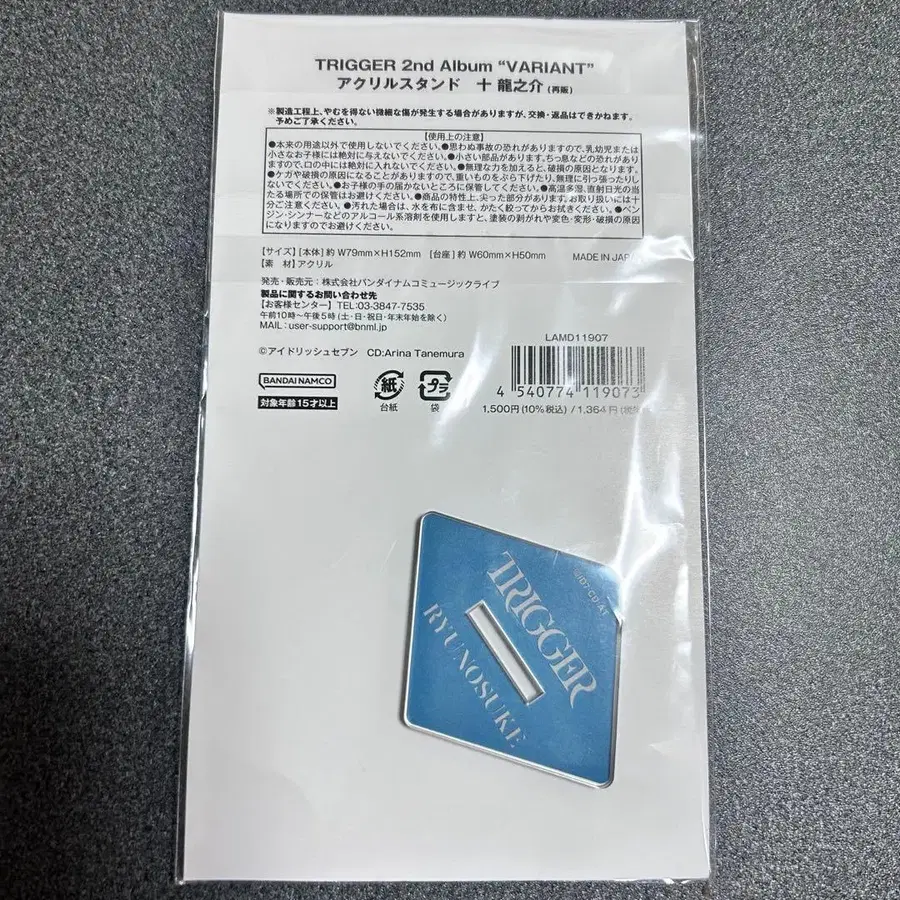 TRIGGER 2nd Album “VARIANT”
アクリルスタンド　十 龍之介 (再販)
※製造工程上、やむを得ない微細な傷が発生する場合がありますが、交換・返品はできかねます。
予めご了承ください。
【使用上の注意】
●本来の用途以外で使用しないでください。●思わぬ事故の恐れがありますので、乳幼児または
小さなお子様には絶対に与えないでください。●小さい部品があります。ちっ息などの恐れがあり
ますので、口の中には絶対に入れないでください。●無理な力を加えると、破損の原因となります。
●ケガや破損の原因になることがありますので、重いものをぶら下げたり、無理に引っ張ったりし
ないでください。●お子様の手の届かないところに保管してください。●高温多湿、直射日光の当
たる場所での保管はお避けください。●商品の特性上、尖った部分があります。お取り扱いには十
分ご注意ください。●汚れた場合は、水を布に含ませ、かたく絞ってからお拭きください。●ベン
ジン・シンナーなどのアルコール系溶剤を使用しますと、塗装の剥がれや変色・変形・破損の原因
になりますのでお避けください。
【サイズ】[本体] 約 W79mm×H152mm　[台座] 約 W60mm×H50mm　MADE IN JAPAN
【素　材】アクリル
発売・販売元：株式会社バンダイナムコミュージックライブ
製品に関するお問い合わせ先
【お客様センター】TEL:03-3847-7535
午前10時〜午後5時 (土・日・祝日・年末年始を除く)
MAIL：user-support@bnml.jp
LAMD11907
©アイドリッシュセブン　CD:Arina Tanemura
4 540774 119073
BANDAI NAMCO
対象年齢15才以上
紙
台紙
プラ
袋
1,500円(10%税込) / 1,364円
TRIGGER
RYUNOSUKE